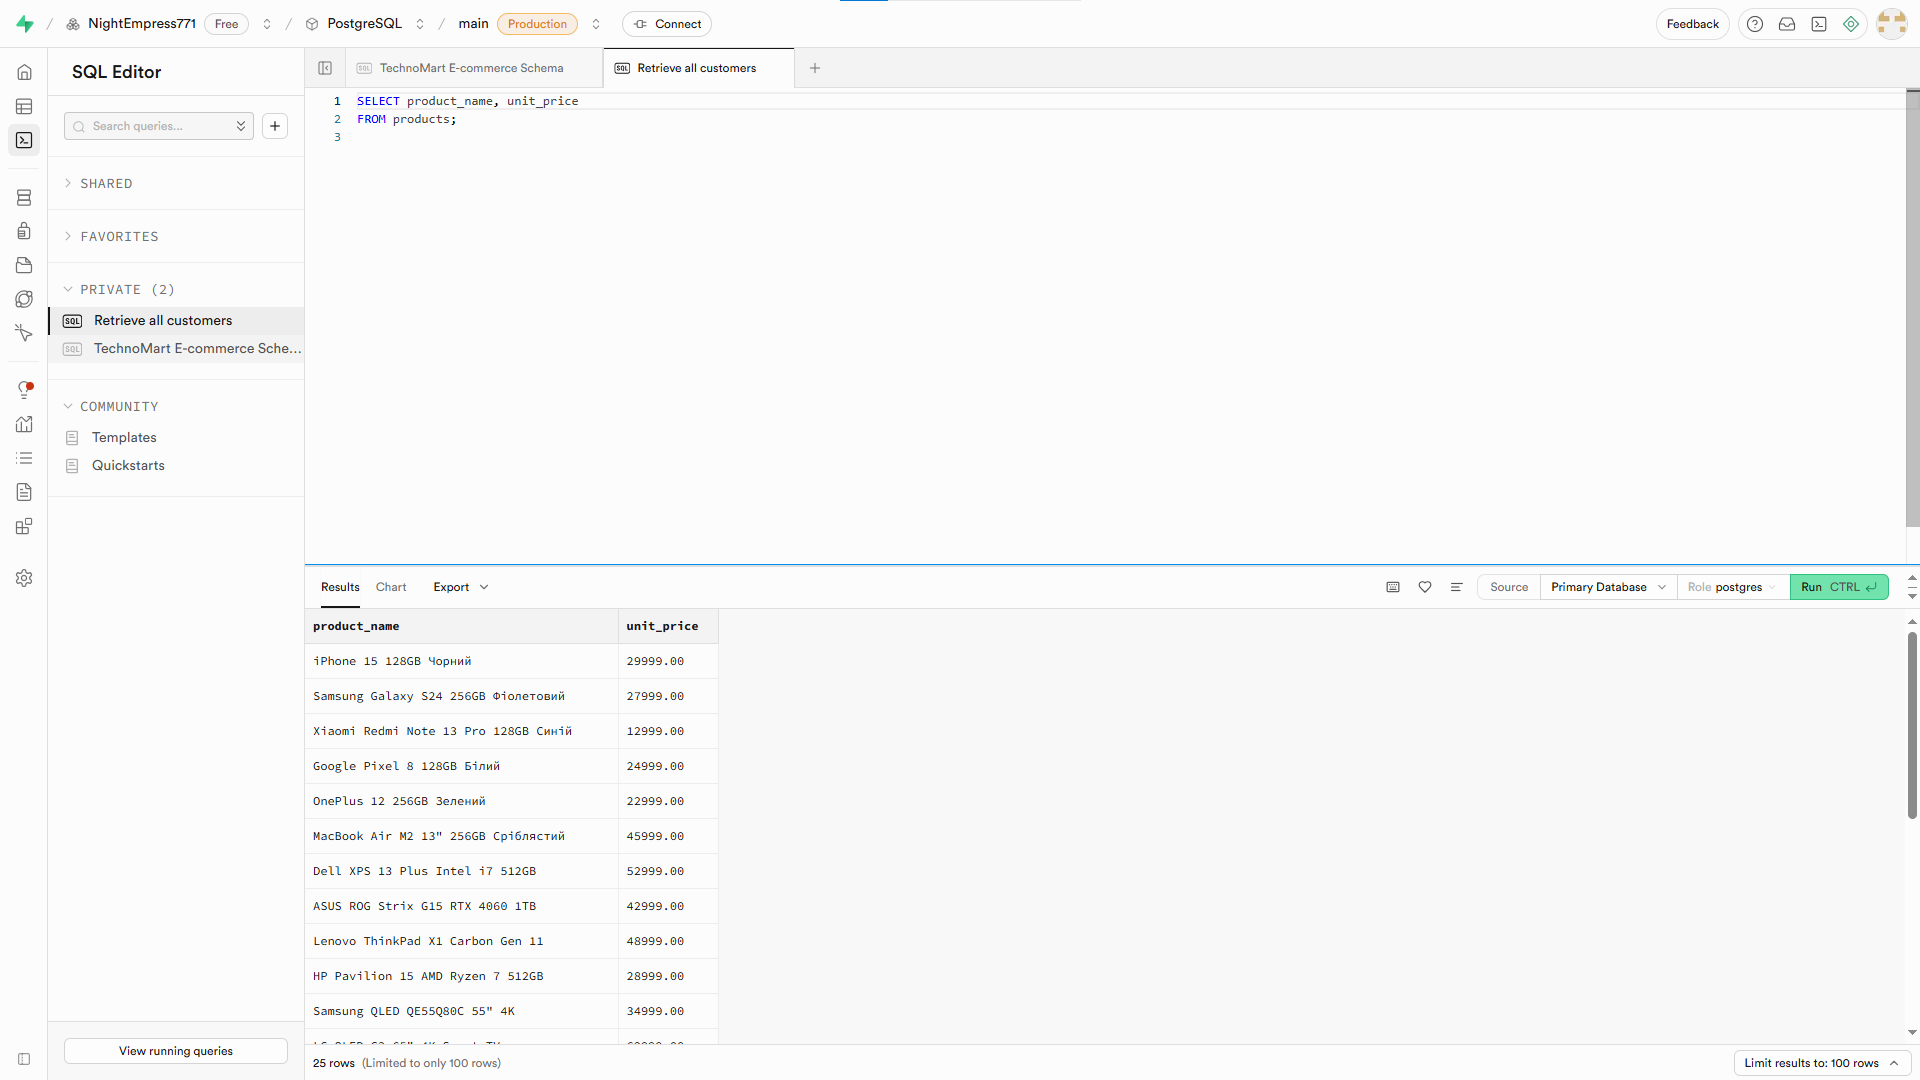 NightEmpress771 Free
PostgreSQL
main Production
Connect
Feedback
SQL Editor
Search queries...
SHARED
FAVORITES
PRIVATE (2)
SQL Retrieve all customers
SQL TechnoMart E-commerce Sche...
COMMUNITY
Templates
Quickstarts
View running queries
SQL TechnoMart E-commerce Schema
SQL Retrieve all customers
1 SELECT product_name, unit_price
2 FROM products;
3
Results Chart Export
Source Primary Database Role postgres Run CTRL
product_name unit_price
iPhone 15 128GB Чорний 29999.00
Samsung Galaxy S24 256GB Фіолетовий 27999.00
Xiaomi Redmi Note 13 Pro 128GB Синій 12999.00
Google Pixel 8 128GB Білий 24999.00
OnePlus 12 256GB Зелений 22999.00
MacBook Air M2 13" 256GB Сріблястий 45999.00
Dell XPS 13 Plus Intel i7 512GB 52999.00
ASUS ROG Strix G15 RTX 4060 1TB 42999.00
Lenovo ThinkPad X1 Carbon Gen 11 48999.00
HP Pavilion 15 AMD Ryzen 7 512GB 28999.00
Samsung QLED QE55Q80C 55" 4K 34999.00
25 rows (Limited to only 100 rows)
Limit results to: 100 rows